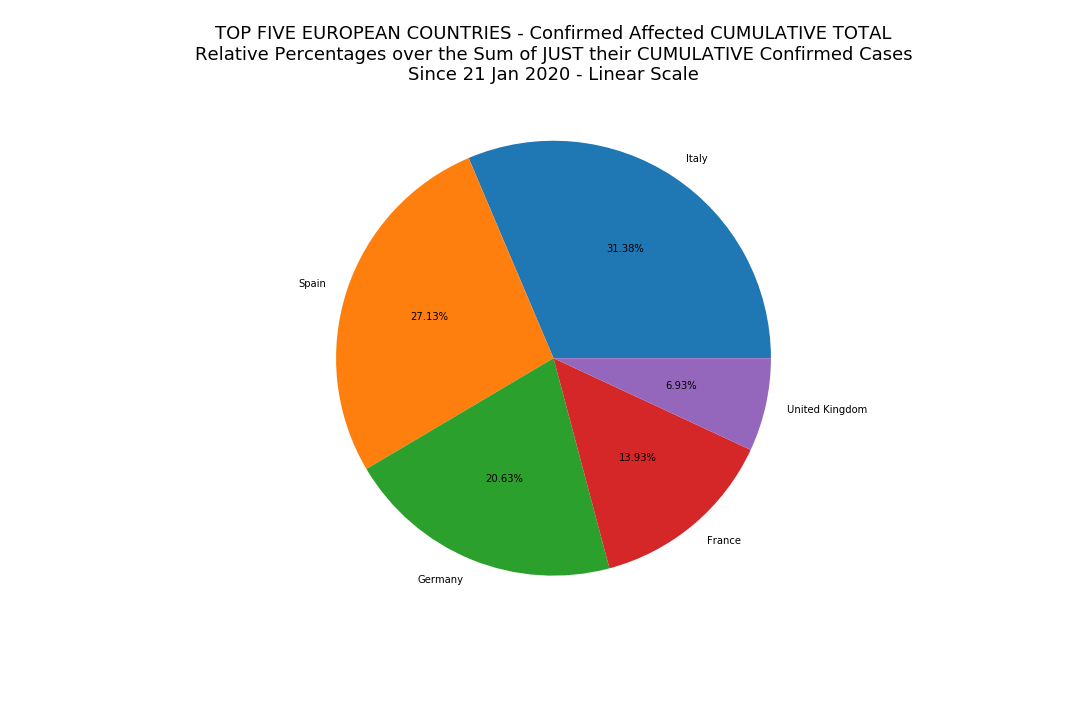 TOP FIVE EUROPEAN COUNTRIES - Confirmed Affected CUMULATIVE TOTAL
Relative Percentages over the Sum of JUST their CUMULATIVE Confirmed Cases
Since 21 Jan 2020 - Linear Scale
Italy
31.38%
Spain
27.13%
6.93%
United Kingdom
13.93%
20.63%
France
Germany